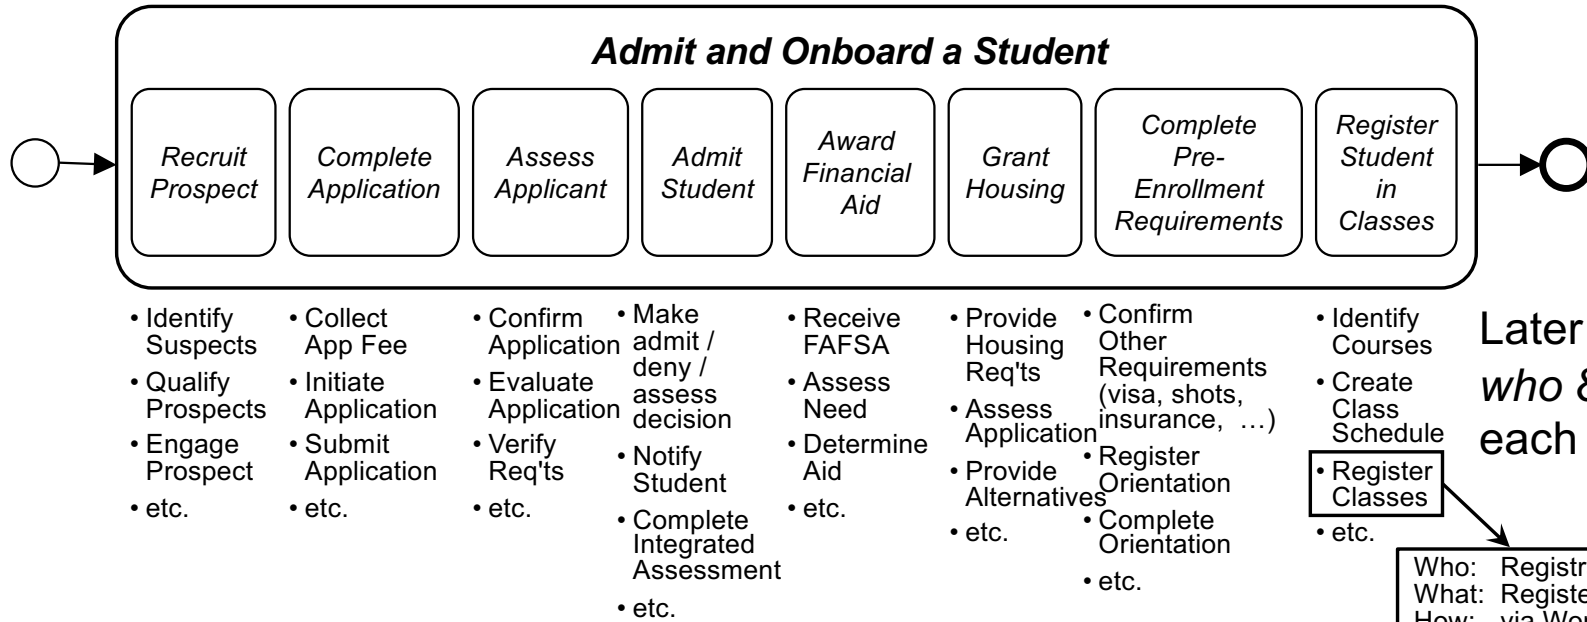 Admit and Onboard a Student
Recruit
Prospect
Complete
Application
Assess
Applicant
Admit
Student
Award
Financial
Aid
Grant
Housing
Complete
Pre-
Enrollment
Requirements
Register
Student
in
Classes
• Identify
Suspects
• Qualify
Prospects
• Engage
Prospect
• etc.
• Collect
App Fee
• Initiate
Application
• Submit
Application
• etc.
• Confirm
Application
• Evaluate
Application
• Verify
Req'ts
• etc.
• Make
admit /
deny /
assess
decision
• Notify
Student
• Complete
Integrated
Assessment
• etc.
• Receive
FAFSA
• Assess
Need
• Determine
Aid
• etc.
• Provide
Housing
Req'ts
• Assess
Application
• Provide
Alternatives
• etc.
• Confirm
Other
Requirements
(visa, shots,
insurance, …)
• Register
Orientation
• Complete
Orientation
• etc.
• Identify
Courses
• Create
Class
Schedule
• Register
Classes
• etc.
Later
who &
each
Who:
What:
How: via